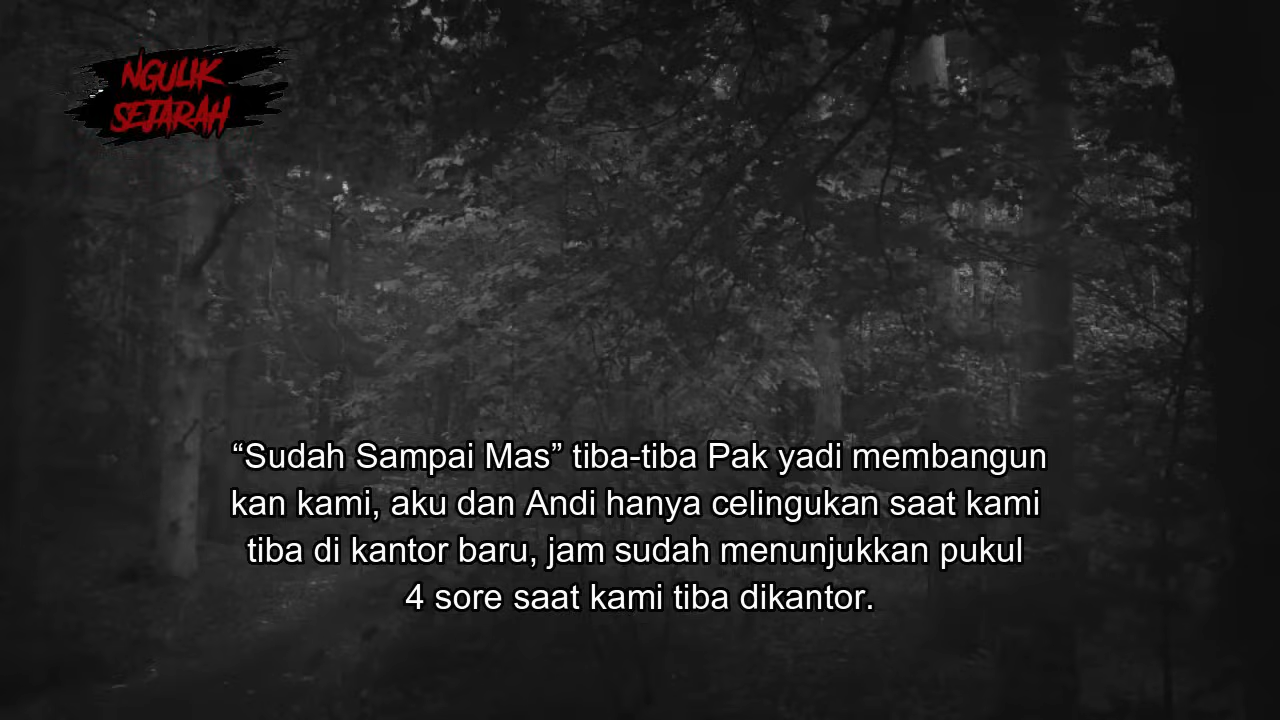 NGULIK
SEJARAH
“Sudah Sampai Mas” tiba-tiba Pak yadi membangun
kan kami, aku dan Andi hanya celingukan saat kami
tiba di kantor baru, jam sudah menunjukkan pukul
4 sore saat kami tiba dikantor.